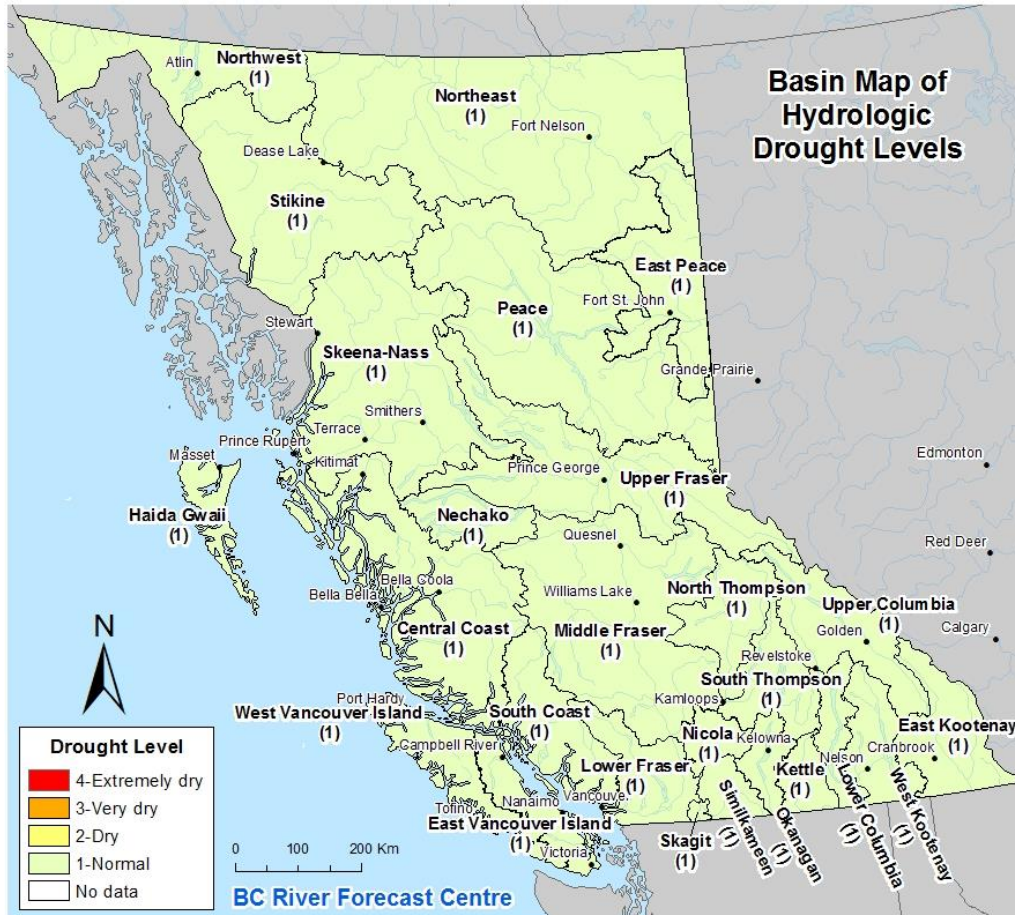 Basin Map of
Hydrologic
Drought Levels
Northwest
(1)
Atlin
Northeast
(1)
Fort Nelson
Dease Lake
Stikine
(1)
East Peace
(1)
Peace
(1)
Fort St. John
Stewart
Skeena-Nass
(1)
Grande Prairie
Smithers
Terrace
Prince Rupert
Masset
Kitimat
Prince George
Upper Fraser
(1)
Edmonton
Haida Gwaii
(1)
Nechako
(1)
Quesnel
Red Deer
Bella Coola
Bella Bella
Williams Lake
North Thompson
(1)
Upper Columbia
(1)
N
Central Coast
(1)
Middle Fraser
(1)
Golden
Calgary
Revelstoke
South Thompson
(1)
Port Hardy
Kamloops
West Vancouver Island
(1)
South Coast
(1)
Nicola
(1)
East Kootenay
(1)
Campbell River
Kelowna
Cranbrook
Lower Fraser
(1)
Kettle
(1)
Nelson
Tofino
Nanaimo
Vancouve.
East Vancouver Island
(1)
Skagit
(1)
Similkameen
(1)
Okanagan
(1)
Lower Columbia
(1)
West Kootenay
(1)
Victoria
Drought Level
4-Extremely dry
3-Very dry
2-Dry
1-Normal
No data
0 100 200 Km
BC River Forecast Centre